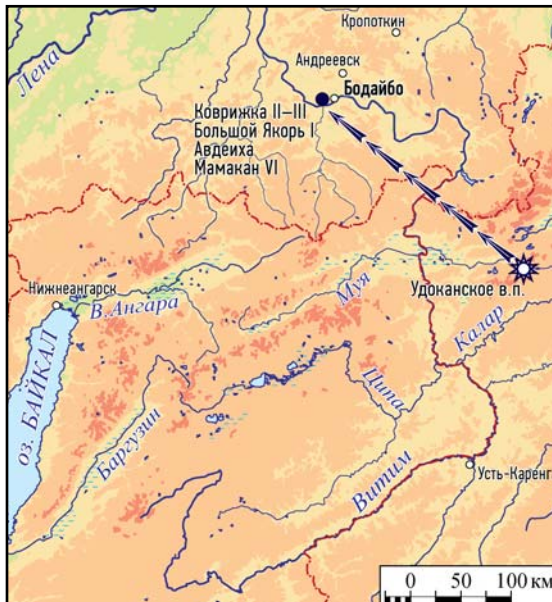 Кропоткин
Лена
Андреевск
Бодайбо
Коврижка II–III
Большой Якорь I
Авдеиха
Мамакан VI
Нижнеангарск
В.Ангара
Муя
Удоканское в.п.
Калар
оз. БАЙКАЛ
Баргузин
Ципа
Витим
Усть-Каренга
0 50 100 км